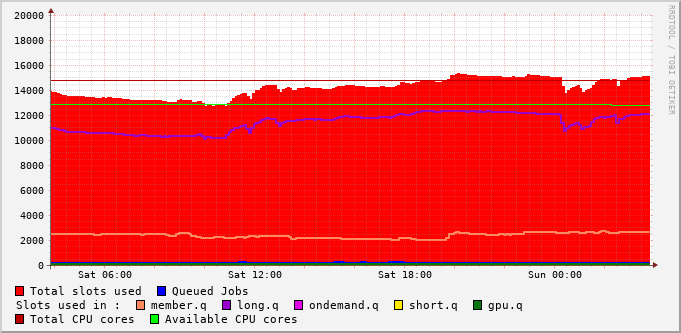 RRDTOOL / TOBI OETIKER
20000
18000
16000
14000
12000
10000
8000
6000
4000
2000
0
Sat 06:00 Sat 12:00 Sat 18:00 Sun 00:00
Total slots used Queued Jobs
Slots used in : member.q long.q ondemand.q short.q gpu.q
Total CPU cores Available CPU cores